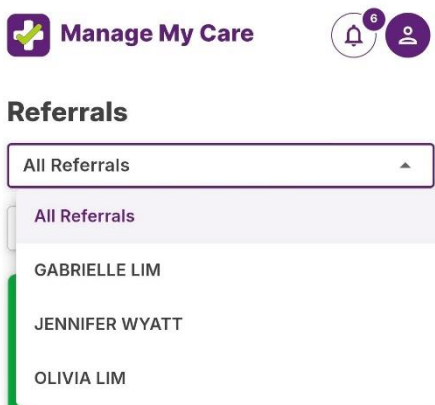 Manage My Care
6
Referrals
All Referrals
All Referrals
GABRIELLE LIM
JENNIFER WYATT
OLIVIA LIM